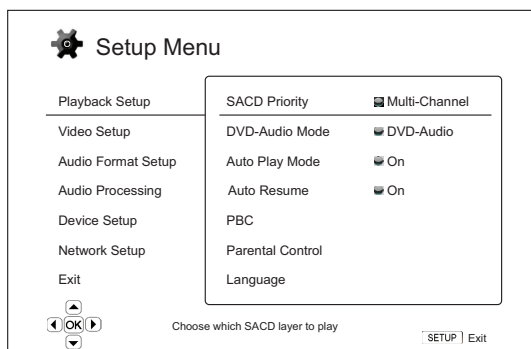 Setup Menu
Playback Setup
Video Setup
Audio Format Setup
Audio Processing
Device Setup
Network Setup
Exit
SACD Priority Multi-Channel
DVD-Audio Mode DVD-Audio
Auto Play Mode On
Auto Resume On
PBC
Parental Control
Language
OK
Choose which SACD layer to play
SETUP Exit